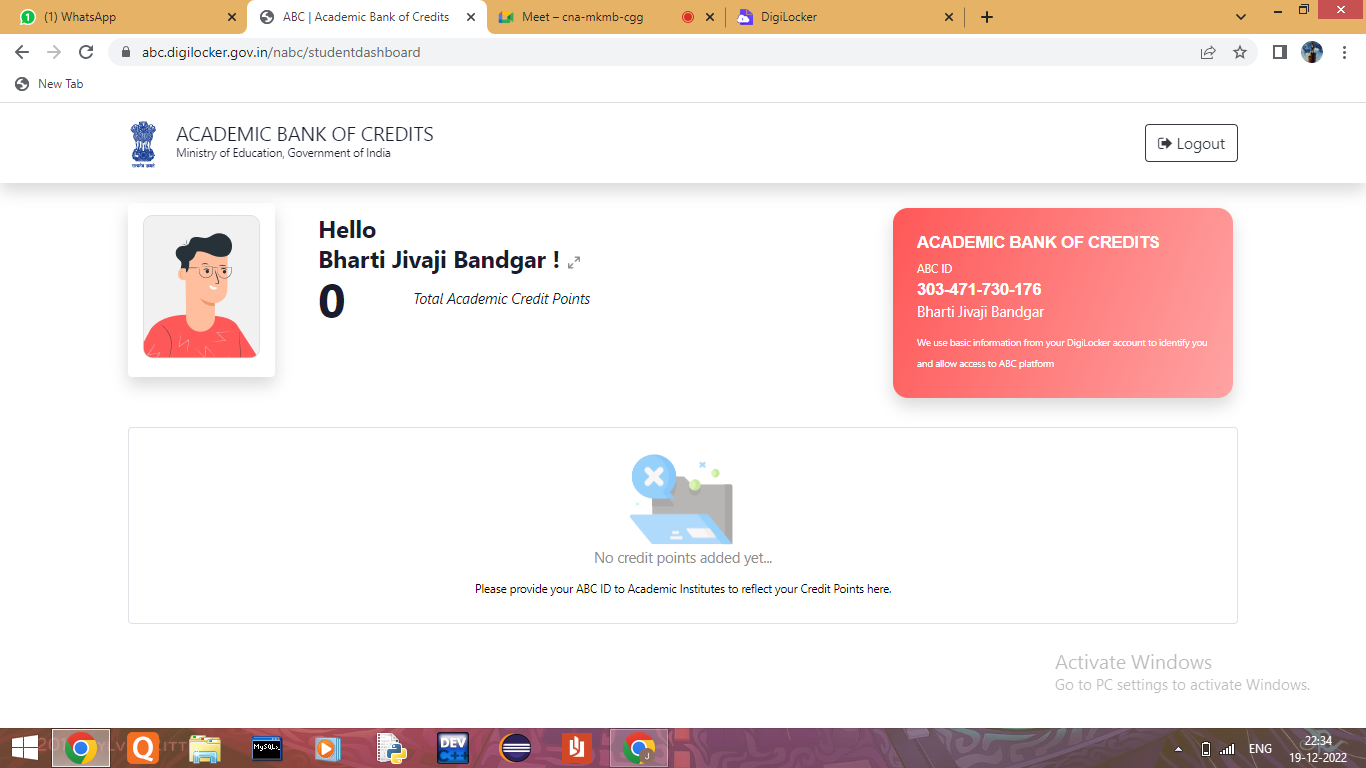 (1) WhatsApp
ABC | Academic Bank of Credits
Meet – cna-mkmb-cgg
DigiLocker
abc.digilocker.gov.in/nabc/studentdashboard
New Tab
ACADEMIC BANK OF CREDITS
Ministry of Education, Government of India
Logout
Hello
Bharti Jivaji Bandgar !
0 Total Academic Credit Points
ACADEMIC BANK OF CREDITS
ABC ID
303-471-730-176
Bharti Jivaji Bandgar
We use basic information from your DigiLocker account to identify you
and allow access to ABC platform
No credit points added yet...
Please provide your ABC ID to Academic Institutes to reflect your Credit Points here.
Activate Windows
Go to PC settings to activate Windows.
DEV
C++
ENG
22:34
19-12-2022